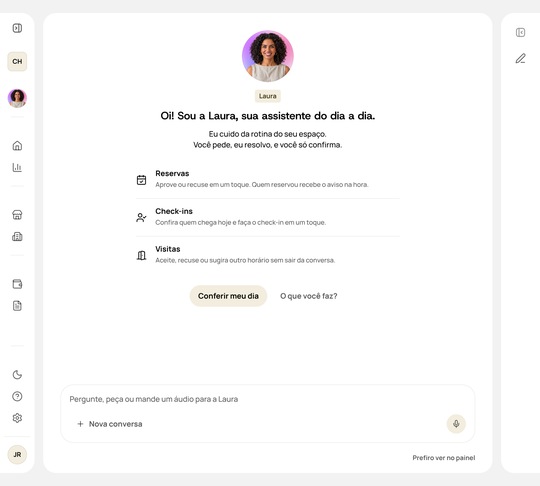 CH
Laura
Oi! Sou a Laura, sua assistente do dia a dia.
Eu cuido da rotina do seu espaço.
Você pede, eu resolvo, e você só confirma.
Reservas
Aprove ou recuse em um toque. Quem reservou recebe o aviso na hora.
Check-ins
Confira quem chega hoje e faça o check-in em um toque.
Visitas
Aceite, recuse ou sugira outro horário sem sair da conversa.
Conferir meu dia
O que você faz?
Pergunte, peça ou mande um áudio para a Laura
Nova conversa
JR
Prefiro ver no painel